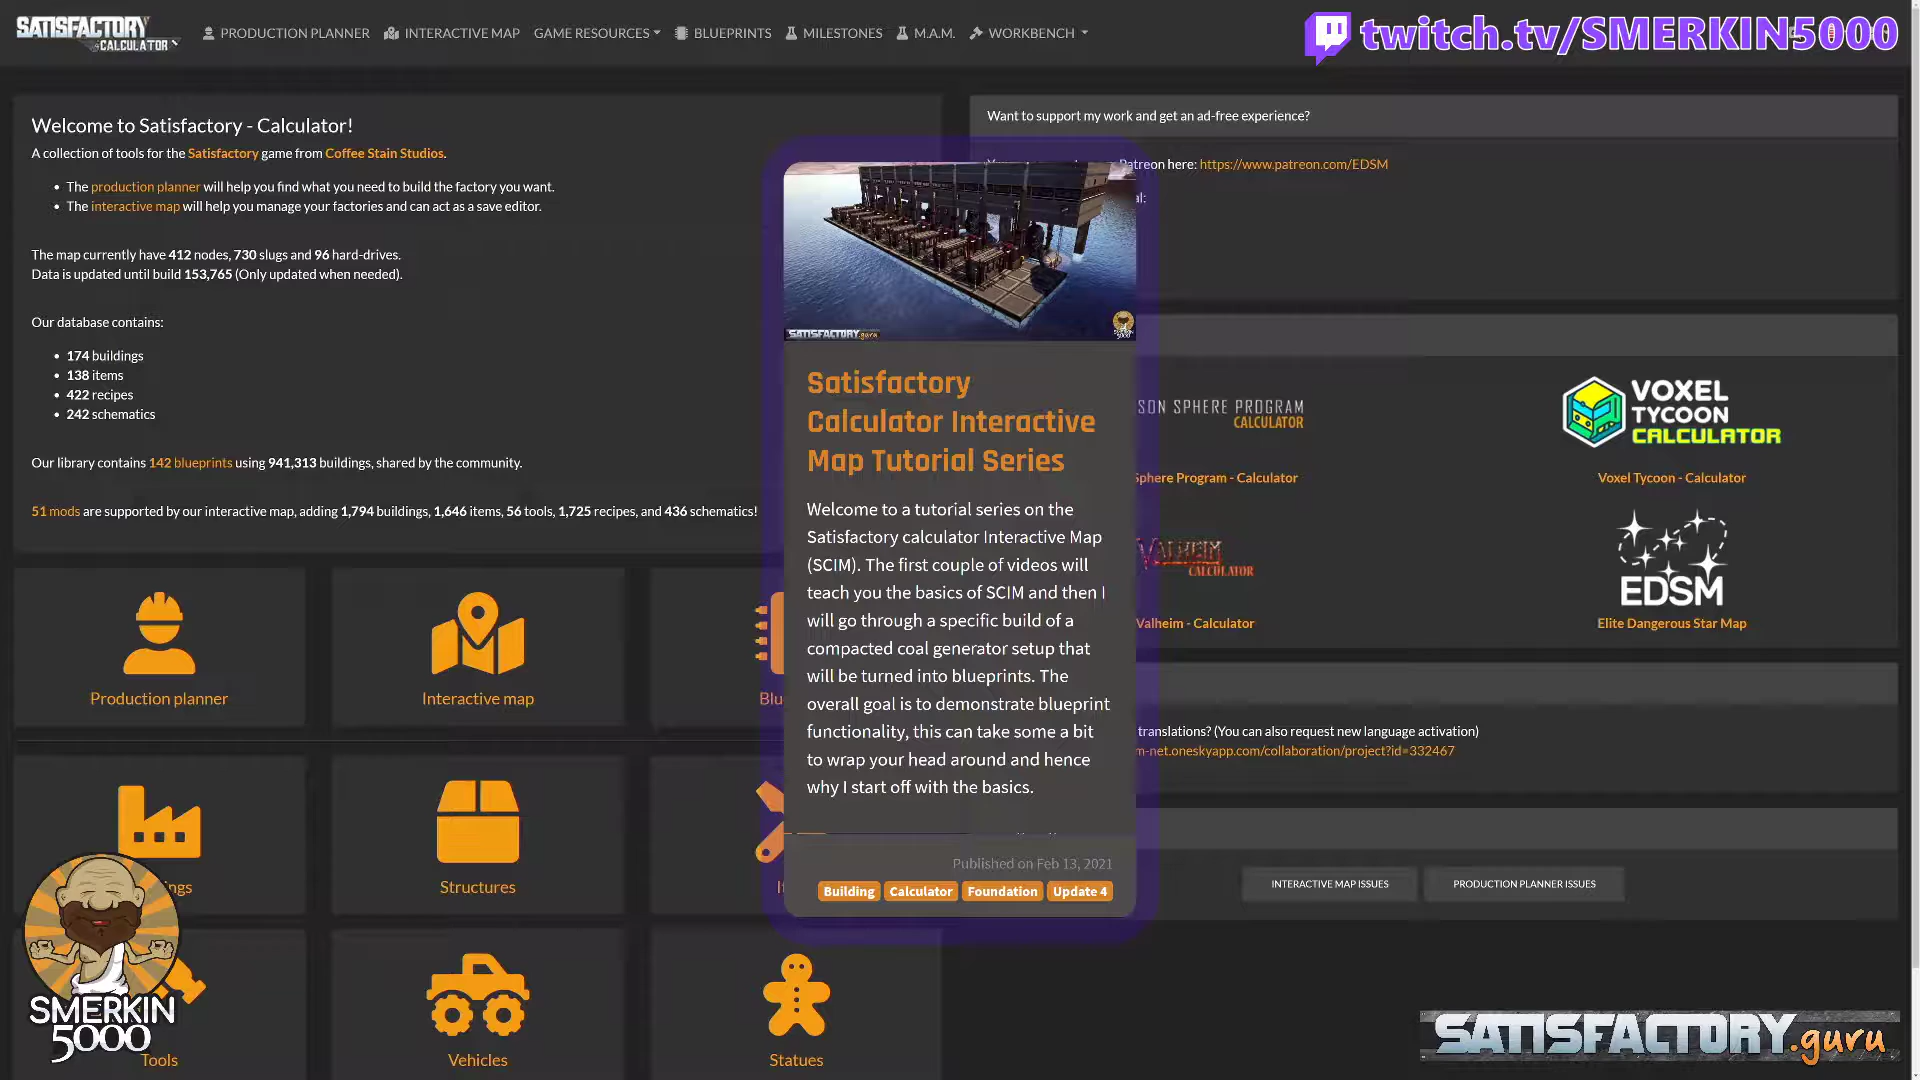 SATISFACTORY
CALCULATOR
PRODUCTION PLANNER
INTERACTIVE MAP
GAME RESOURCES
BLUEPRINTS
MILESTONES
M.A.M.
WORKBENCH
twitch.tv/SMERKIN5000
Welcome to Satisfactory - Calculator!
A collection of tools for the Satisfactory game from Coffee Stain Studios.
• The production planner will help you find what you need to build the factory you want.
• The interactive map will help you manage your factories and can act as a save editor.
The map currently have 412 nodes, 730 slugs and 96 hard-drives.
Data is updated until build 153,765 (Only updated when needed).
Our database contains:
• 174 buildings
• 138 items
• 422 recipes
• 242 schematics
Our library contains 142 blueprints using 941,313 buildings, shared by the community.
51 mods are supported by our interactive map, adding 1,794 buildings, 1,646 items, 56 tools, 1,725 recipes, and 436 schematics!
Production planner
Interactive map
Blu
ngs
Structures
It
Tools
Vehicles
Statues
SMERKIN
5000
SATISFACTORY.guru
SMERKIN
5000
Satisfactory
Calculator Interactive
Map Tutorial Series
Welcome to a tutorial series on the
Satisfactory calculator Interactive Map
(SCIM). The first couple of videos will
teach you the basics of SCIM and then I
will go through a specific build of a
compacted coal generator setup that
will be turned into blueprints. The
overall goal is to demonstrate blueprint
functionality, this can take some a bit
to wrap your head around and hence
why I start off with the basics.
Published on Feb 13, 2021
Building
Calculator
Foundation
Update 4
Want to support my work and get an ad-free experience?
Patreon here: https://www.patreon.com/EDSM
al:
SON SPHERE PROGRAM
CALCULATOR
Sphere Program - Calculator
VOXEL
TYCOON
CALCULATOR
Voxel Tycoon - Calculator
VALHEIM
CALCULATOR
Valheim - Calculator
EDSM
Elite Dangerous Star Map
translations? (You can also request new language activation)
m-net.oneskyapp.com/collaboration/project?id=332467
INTERACTIVE MAP ISSUES
PRODUCTION PLANNER ISSUES
SATISFACTORY.guru